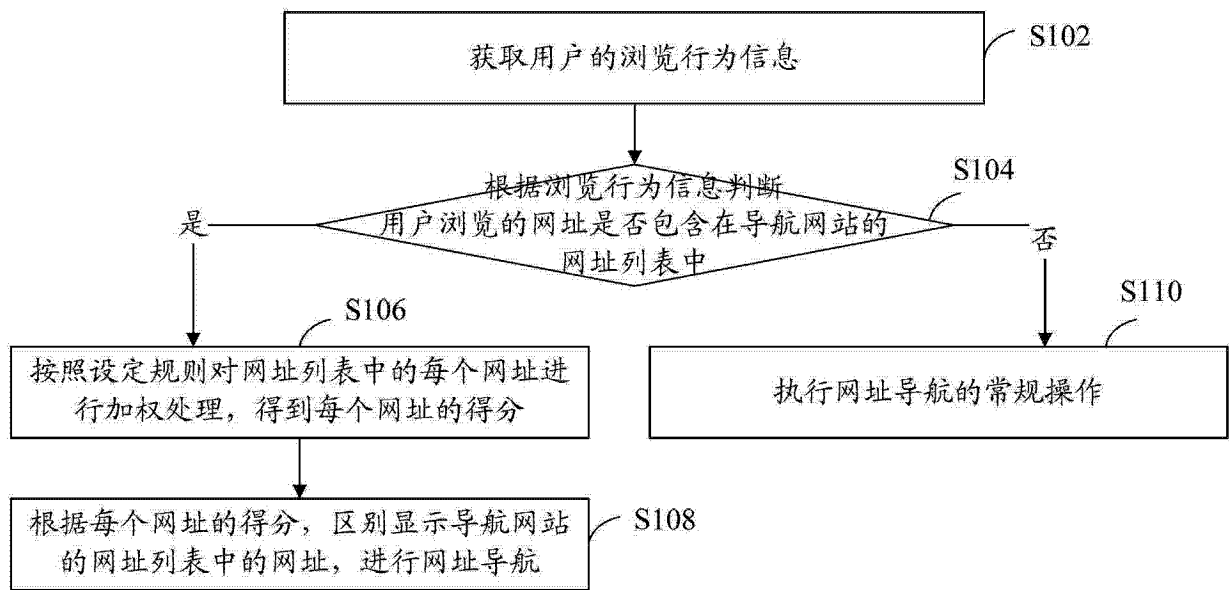 获取用户的浏览行为信息
S102
根据浏览行为信息判断
用户浏览的网址是否包含在导航网站的
网址列表中
S104
是
否
S106
按照设定规则对网址列表中的每个网址进
行加权处理，得到每个网址的得分
S110
执行网址导航的常规操作
根据每个网址的得分，区别显示导航网站
的网址列表中的网址，进行网址导航
S108